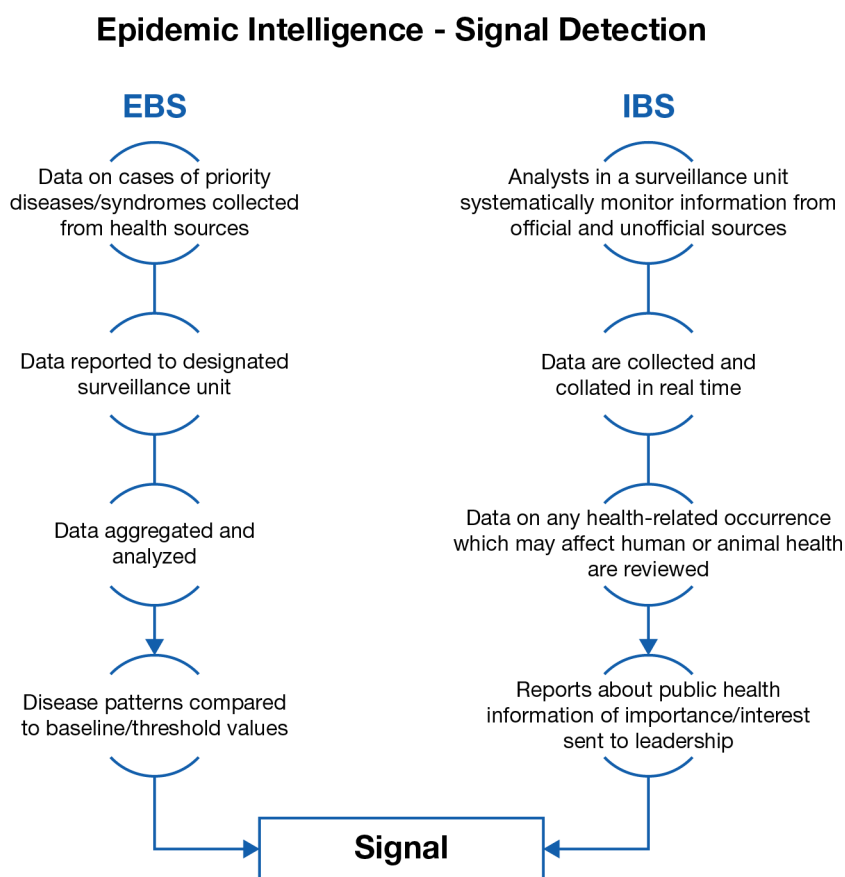 Epidemic Intelligence - Signal Detection
EBS
Data on cases of priority
diseases/syndromes collected
from health sources
Data reported to designated
surveillance unit
Data aggregated and
analyzed
Disease patterns compared
to baseline/threshold values
IBS
Analysts in a surveillance unit
systematically monitor information from
official and unofficial sources
Data are collected and
collated in real time
Data on any health-related occurrence
which may affect human or animal health
are reviewed
Reports about public health
information of importance/interest
sent to leadership
Signal